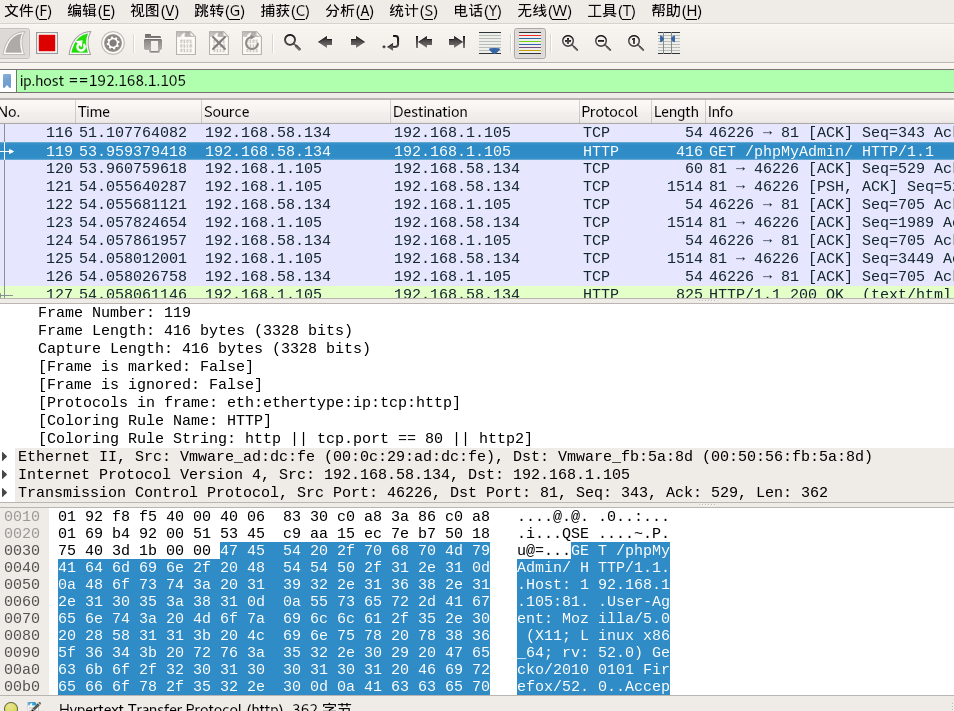 文件(F) 编辑(E) 视图(V) 跳转(G) 捕获(C) 分析(A) 统计(S) 电话(Y) 无线(W) 工具(T) 帮助(H)
ip.host ==192.168.1.105
No. Time Source Destination Protocol Length Info
116 51.107764082 192.168.58.134 192.168.1.105 TCP 54 46226 → 81 [ACK] Seq=343 Ack
119 53.959379418 192.168.58.134 192.168.1.105 HTTP 416 GET /phpMyAdmin/ HTTP/1.1
120 53.960759618 192.168.1.105 192.168.58.134 TCP 60 81 → 46226 [ACK] Seq=529 Ack
121 54.055640287 192.168.1.105 192.168.58.134 TCP 1514 81 → 46226 [PSH, ACK] Seq=52
122 54.055681121 192.168.58.134 192.168.1.105 TCP 54 46226 → 81 [ACK] Seq=705 Ack
123 54.057824654 192.168.1.105 192.168.58.134 TCP 1514 81 → 46226 [ACK] Seq=1989 Ac
124 54.057861957 192.168.58.134 192.168.1.105 TCP 54 46226 → 81 [ACK] Seq=705 Ack
125 54.058012001 192.168.1.105 192.168.58.134 TCP 1514 81 → 46226 [ACK] Seq=3449 Ac
126 54.058026758 192.168.58.134 192.168.1.105 TCP 54 46226 → 81 [ACK] Seq=705 Ack
127 54.058061146 192.168.1.105 192.168.58.134 HTTP 825 HTTP/1.1 200 OK (text/html)
Frame Number: 119
Frame Length: 416 bytes (3328 bits)
Capture Length: 416 bytes (3328 bits)
[Frame is marked: False]
[Frame is ignored: False]
[Protocols in frame: eth:ethertype:ip:tcp:http]
[Coloring Rule Name: HTTP]
[Coloring Rule String: http || tcp.port == 80 || http2]
Ethernet II, Src: Vmware_ad:dc:fe (00:0c:29:ad:dc:fe), Dst: Vmware_fb:5a:8d (00:50:56:fb:5a:8d)
Internet Protocol Version 4, Src: 192.168.58.134, Dst: 192.168.1.105
Transmission Control Protocol, Src Port: 46226, Dst Port: 81, Seq: 343, Ack: 529, Len: 362
0010 01 92 f8 f5 40 00 40 06 83 30 c0 a8 3a 86 c0 a8 ....@.@. .0..:...
0020 01 69 b4 92 00 51 53 45 c9 aa 15 ec 7e b7 50 18 .i...QSE ....~.P.
0030 75 40 3d 1b 00 00 47 45 54 20 2f 70 68 70 4d 79 u@=...GE T /phpMy
0040 41 64 6d 69 6e 2f 20 48 54 54 50 2f 31 2e 31 0d Admin/ H TTP/1.1.
0050 0a 48 6f 73 74 3a 20 31 39 32 2e 31 36 38 2e 31 .Host: 1 92.168.1
0060 2e 31 30 35 3a 38 31 0d 0a 55 73 65 72 2d 41 67 .105:81. .User-Ag
0070 65 6e 74 3a 20 4d 6f 7a 69 6c 6c 61 2f 35 2e 30 ent: Moz illa/5.0
0080 20 28 58 31 31 3b 20 4c 69 6e 75 78 20 78 38 36 (X11; L inux x86
0090 5f 36 34 3b 20 72 76 3a 35 32 2e 30 29 20 47 65 _64; rv: 52.0) Ge
00a0 63 6b 6f 2f 32 30 31 30 30 31 30 31 20 46 69 72 cko/2010 0101 Fir
00b0 65 66 6f 78 2f 35 32 2e 30 0d 0a 41 63 63 65 70 efox/52. 0..Accep
Hypertext Transfer Protocol (http), 362 字节